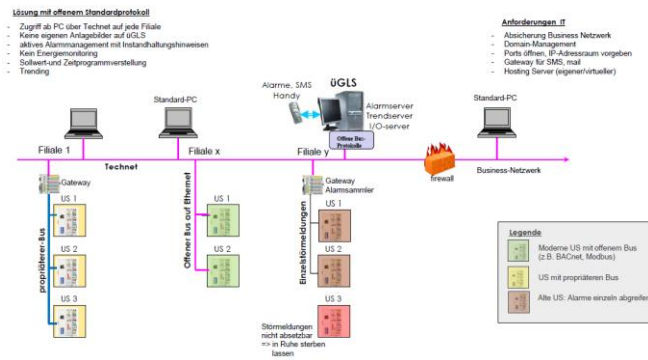 Lösung mit offenem Standardprotokoll
- Zugriff ab PC über Technet auf jede Filiale
- Keine eigenen Anlagebilder auf üGLS
- aktives Alarmmanagement mit Instandhaltungshinweisen
- Kein Energiemonitoring
- Sollwert-und Zeitprogrammverstellung
- Trending
Anforderungen IT
- Absicherung Business Netzwerk
- Domain-Management
- Ports öffnen, IP-Adressraum vorgeben
- Gateway für SMS, mail
- Hosting Server (eigener/virtueller)
Alarme, SMS
Handy
üGLS
Alarmserver
Trendserver
I/O-server
Offene Bus-
Protokolle
Standard-PC
Standard-PC
Filiale 1
Filiale x
Filiale y
Technet
firewall
Business-Netzwerk
Gateway
Gateway
Alarmsammler
proprietärer-Bus
US 1
US 2
US 3
Offener Bus auf Ethernet
US 1
US 2
Einzelstörmeldungen
US 1
US 2
US 3
Störmeldungen
nicht absetzbar
=> in Ruhe sterben
lassen
Legende
Moderne US mit offenem Bus
(z.B. BACnet, Modbus)
US mit propriäteren Bus
Alte US. Alarme einzeln abgreifen